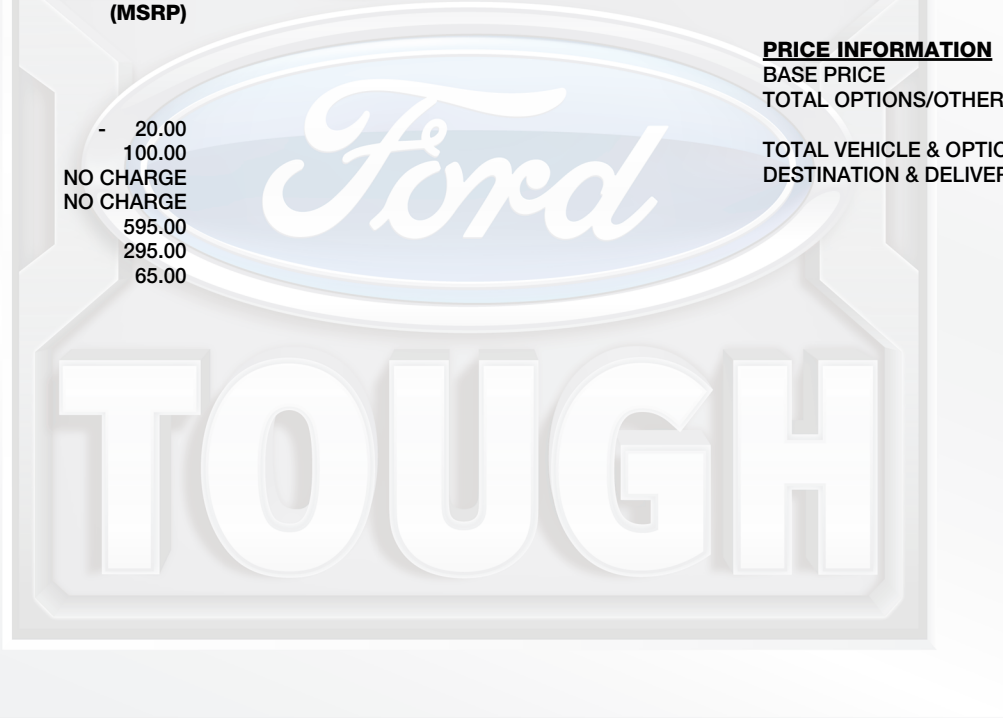 (MSRP)
- 20.00
100.00
NO CHARGE
NO CHARGE
595.00
295.00
65.00
PRICE INFORMATION
BASE PRICE
TOTAL OPTIONS/OTHER
TOTAL VEHICLE & OPTIO
DESTINATION & DELIVER
Ford
TOUGH